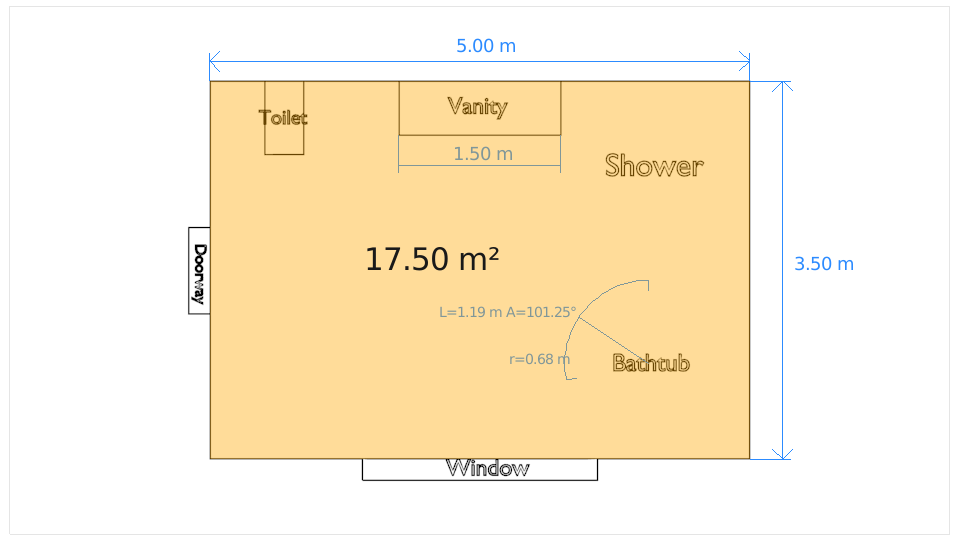 5.00 m
Toilet
Vanity
1.50 m
Shower
Doorway
17.50 m²
3.50 m
L=1.19 m A=101.25°
r=0.68 m
Bathtub
Window